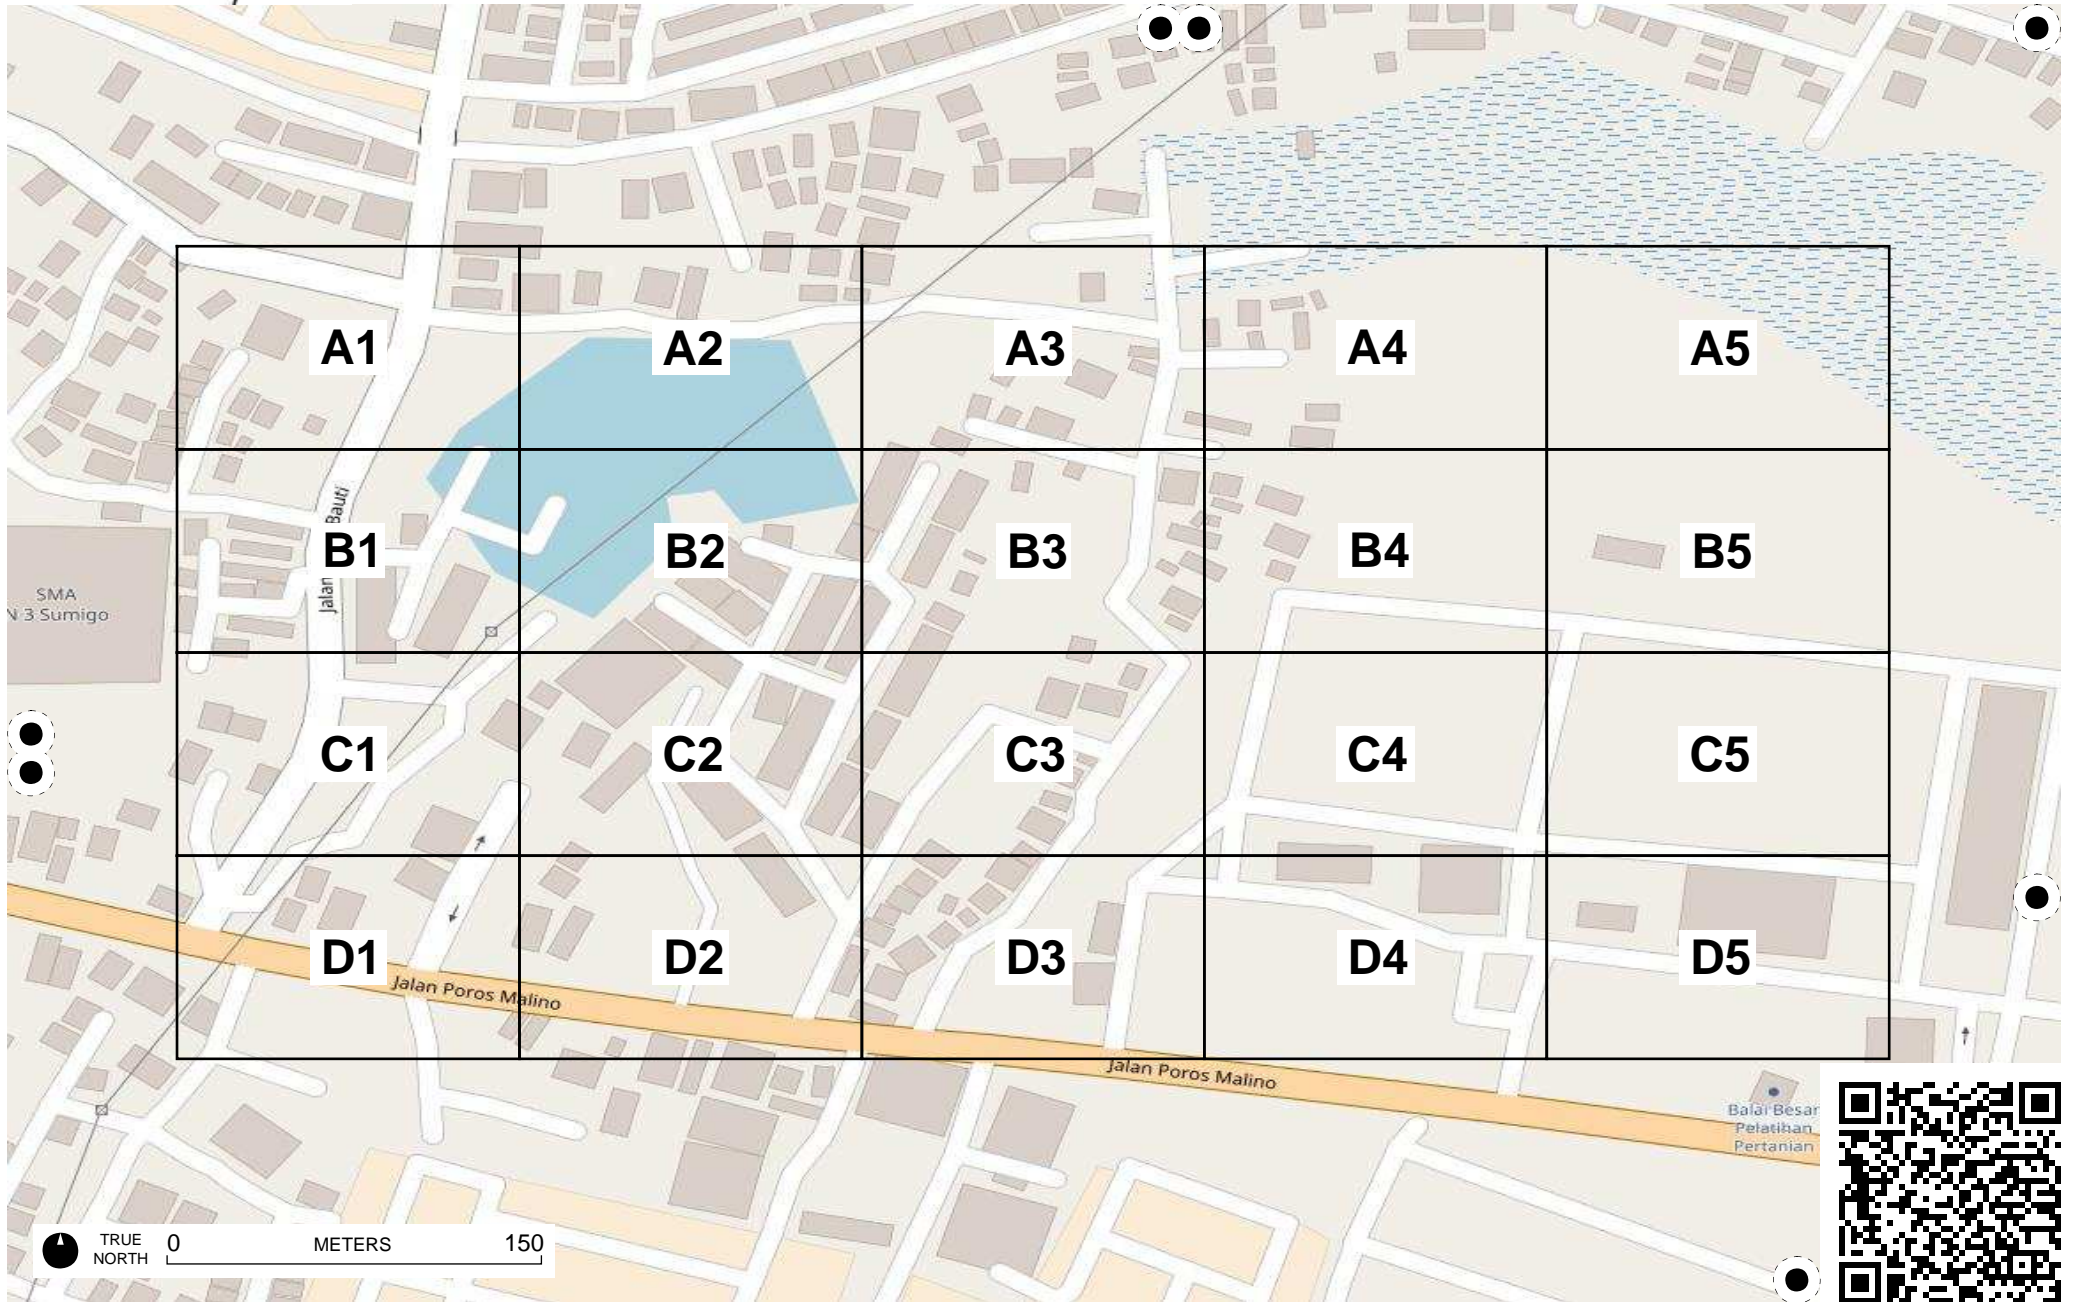 A1 A2 A3 A4 A5
Jalan Bauti
B1 B2 B3 B4 B5
SMA
N 3 Sumigo
C1 C2 C3 C4 C5
D1 D2 D3 D4 D5
Jalan Poros Malino
Jalan Poros Malino
Balai Besar
Pelatihan
Pertanian
TRUE
NORTH
0 METERS 150